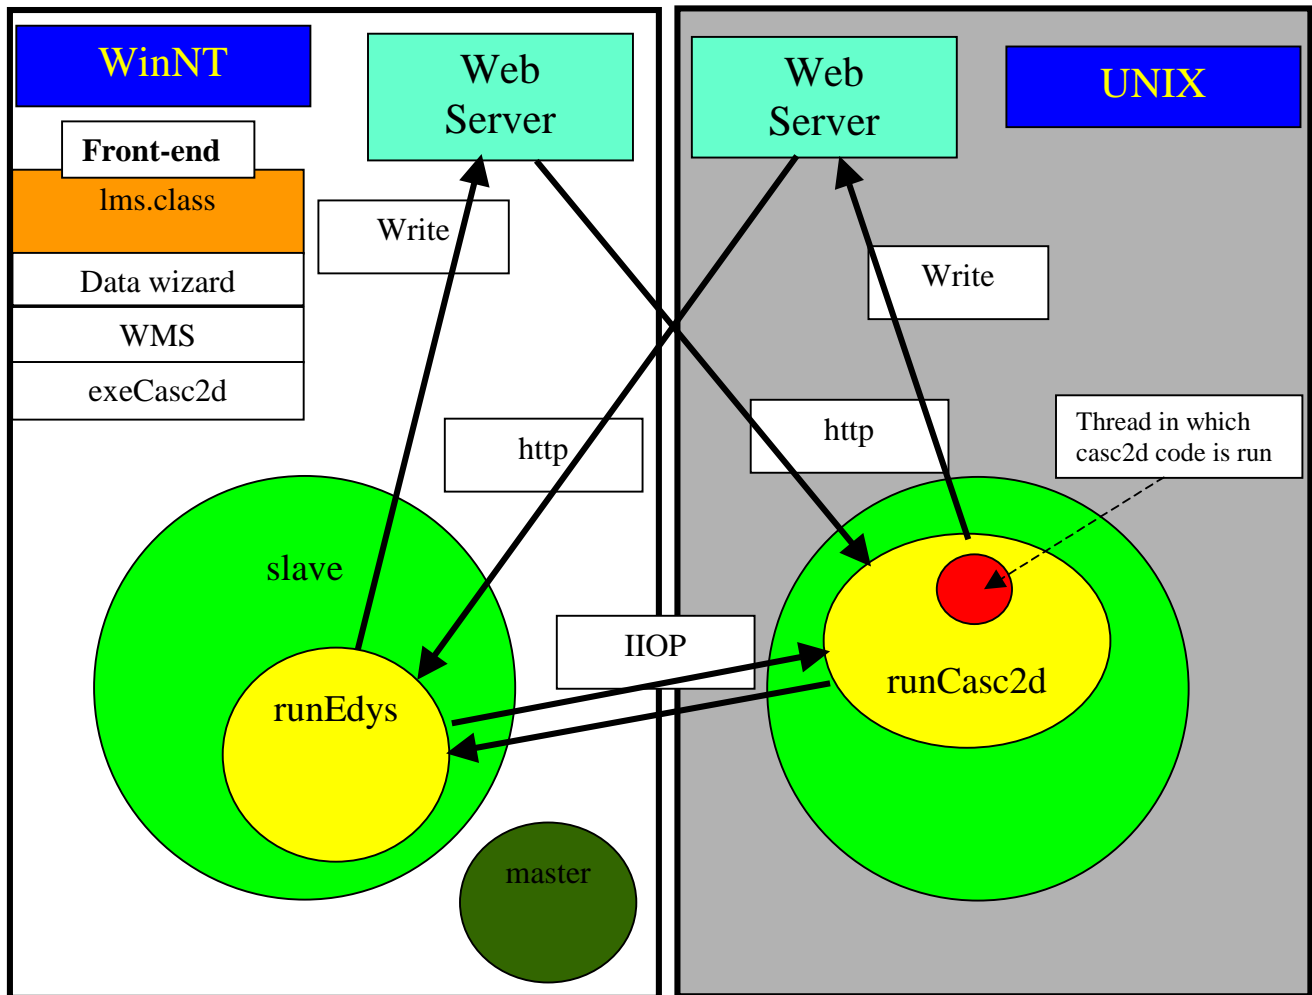 WinNT
Web
Server
Front-end
lms.class
Data wizard
WMS
exeCasc2d
Write
http
slave
runEdys
master
IIOP
Web
Server
UNIX
Write
http
Thread in which
casc2d code is run
runCasc2d